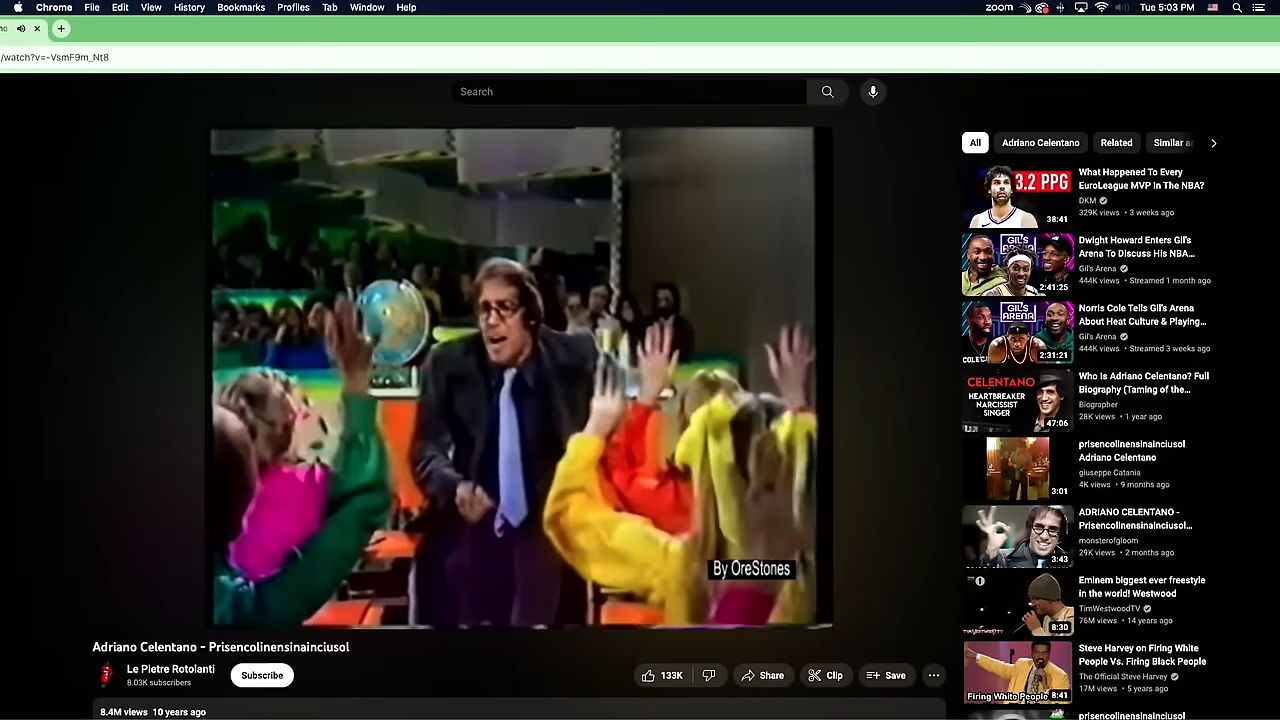 Chrome File Edit View History Bookmarks Profiles Tab Window Help zoom Tue 5:03 PM
/watch?v=-VsmF9m_Nt8
Search
All Adriano Celentano Related Similar
What Happened To Every
EuroLeague MVP In The NBA?
DKM
329K views • 3 weeks ago
3.2 PPG
38:41
Dwight Howard Enters Gil's
Arena To Discuss His NBA...
Gil's Arena
444K views • Streamed 1 month ago
GIL'S
ARENA
2:41:25
Norris Cole Tells Gil's Arena
About Heat Culture & Playing...
Gil's Arena
444K views • Streamed 3 weeks ago
GIL'S
ARENA
2:31:21
Who Is Adriano Celentano? Full
Biography (Taming of the...
Biographer
28K views • 1 year ago
CELENTANO
HEARTBREAKER
NARCISSIST
SINGER
47:06
prisencolinensinainciusol
Adriano Celentano
giuseppe Catania
4K views • 9 months ago
3:01
ADRIANO CELENTANO -
Prisencolinensinainciusol...
monsterofgloom
29K views • 2 months ago
3:43
Eminem biggest ever freestyle
in the world! Westwood
TimWestwoodTV
76M views • 14 years ago
8:30
Steve Harvey on Firing White
People Vs. Firing Black People
The Official Steve Harvey
17M views • 5 years ago
Firing White People 8:41
prisencolinensinainciusol
By OreStones
Adriano Celentano - Prisencolinensinainciusol
Le Pietre Rotolanti
8.03K subscribers
Subscribe
133K Share Clip Save
8.4M views 10 years ago